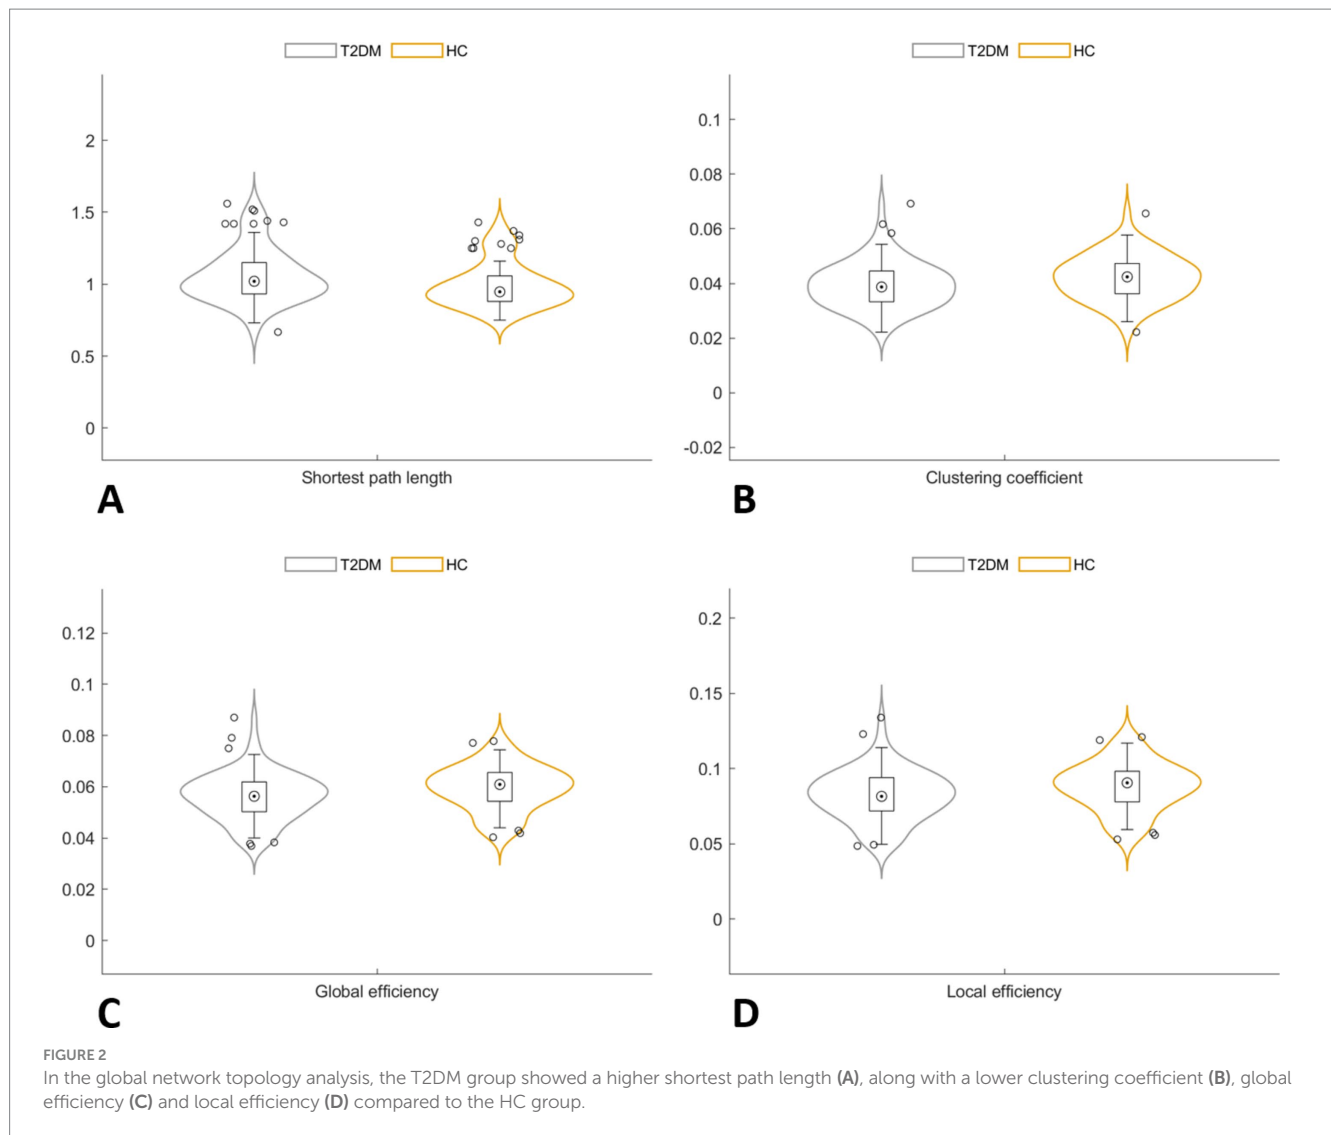 T2DM HC
2
1.5
1
0.5
0
Shortest path length
A
T2DM HC
0.1
0.08
0.06
0.04
0.02
0
-0.02
Clustering coefficient
B
T2DM HC
0.12
0.1
0.08
0.06
0.04
0.02
0
Global efficiency
C
T2DM HC
0.2
0.15
0.1
0.05
0
Local efficiency
D
FIGURE 2
In the global network topology analysis, the T2DM group showed a higher shortest path length (A), along with a lower clustering coefficient (B), global
efficiency (C) and local efficiency (D) compared to the HC group.